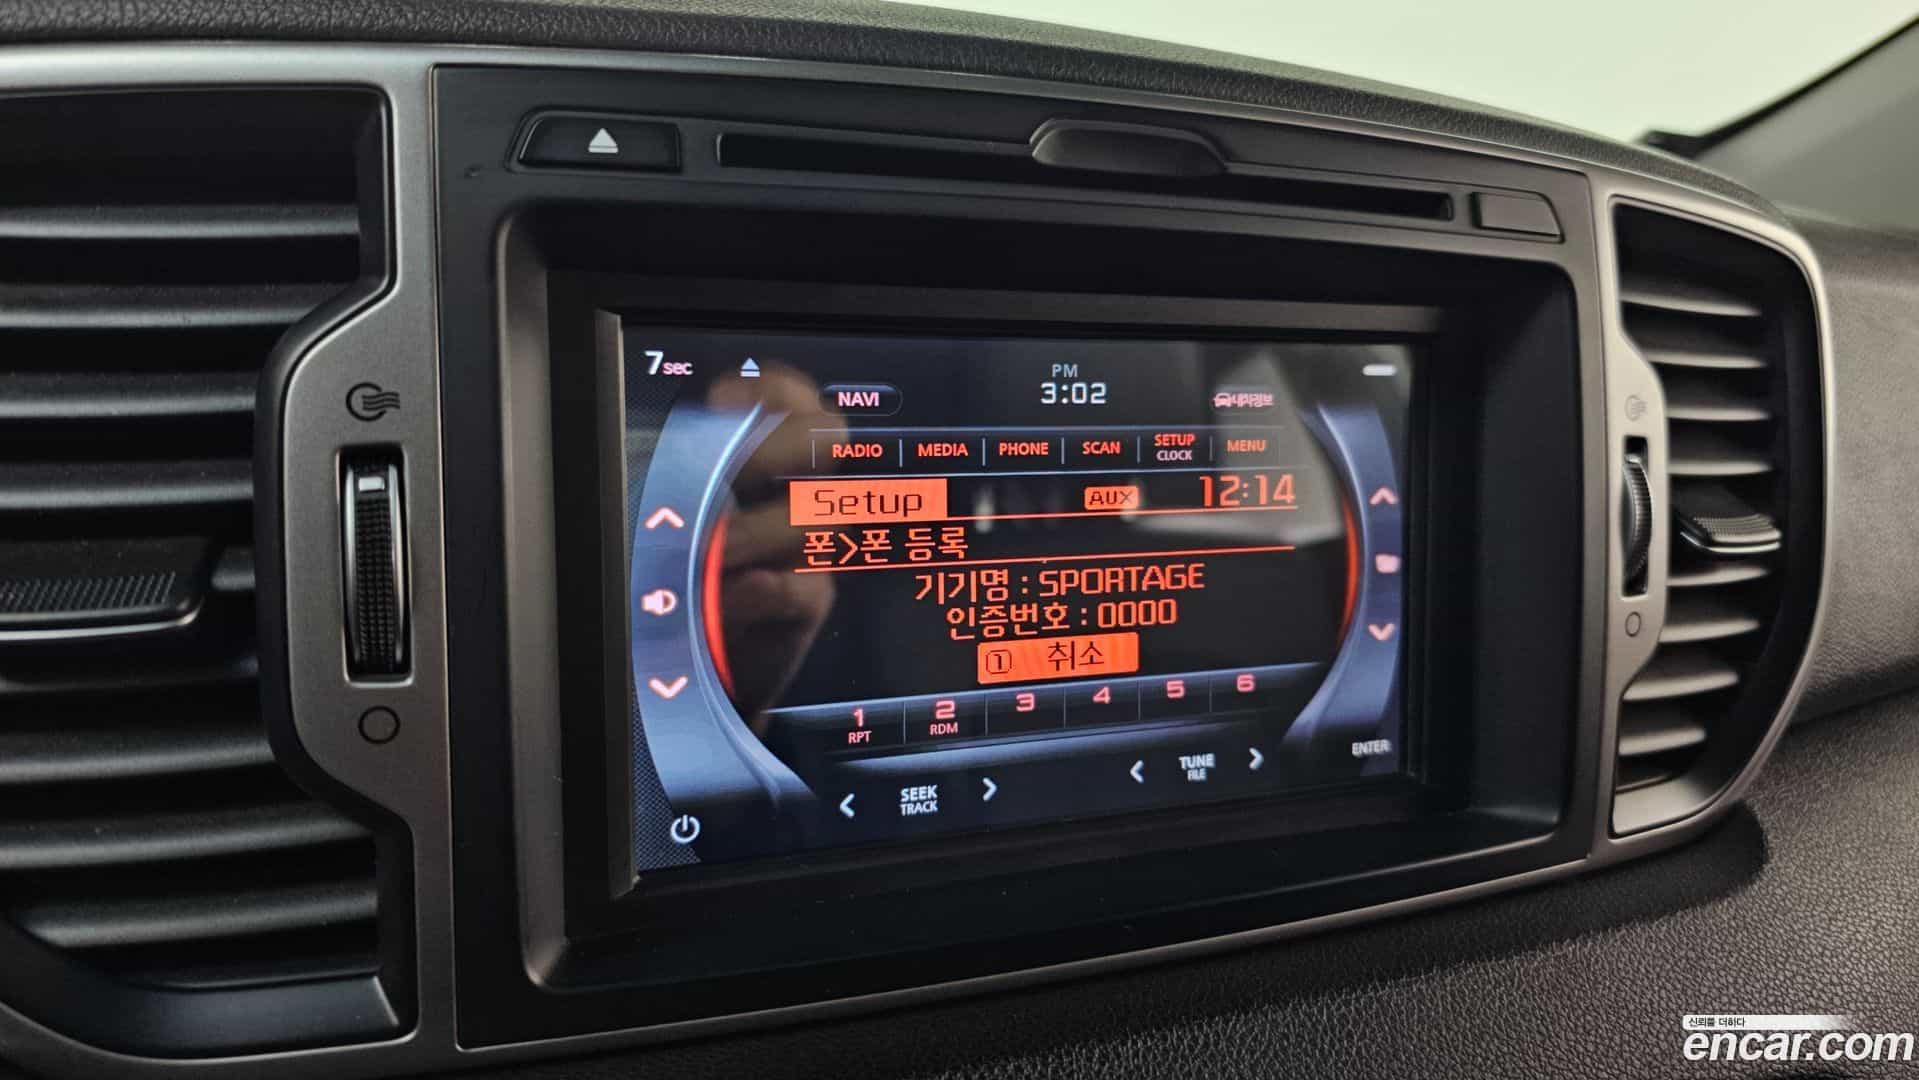 7sec
PM
3:02
NAVI
내차정보
RADIO MEDIA PHONE SCAN SETUP CLOCK MENU
Setup AUX 12:14
폰>폰 등록
기기명 : SPORTAGE
인증번호 : 0000
1 취소
1 RPT 2 RDM 3 4 5 6
SEEK TRACK
TUNE FILE
ENTER
신뢰를 더하다
encar.com